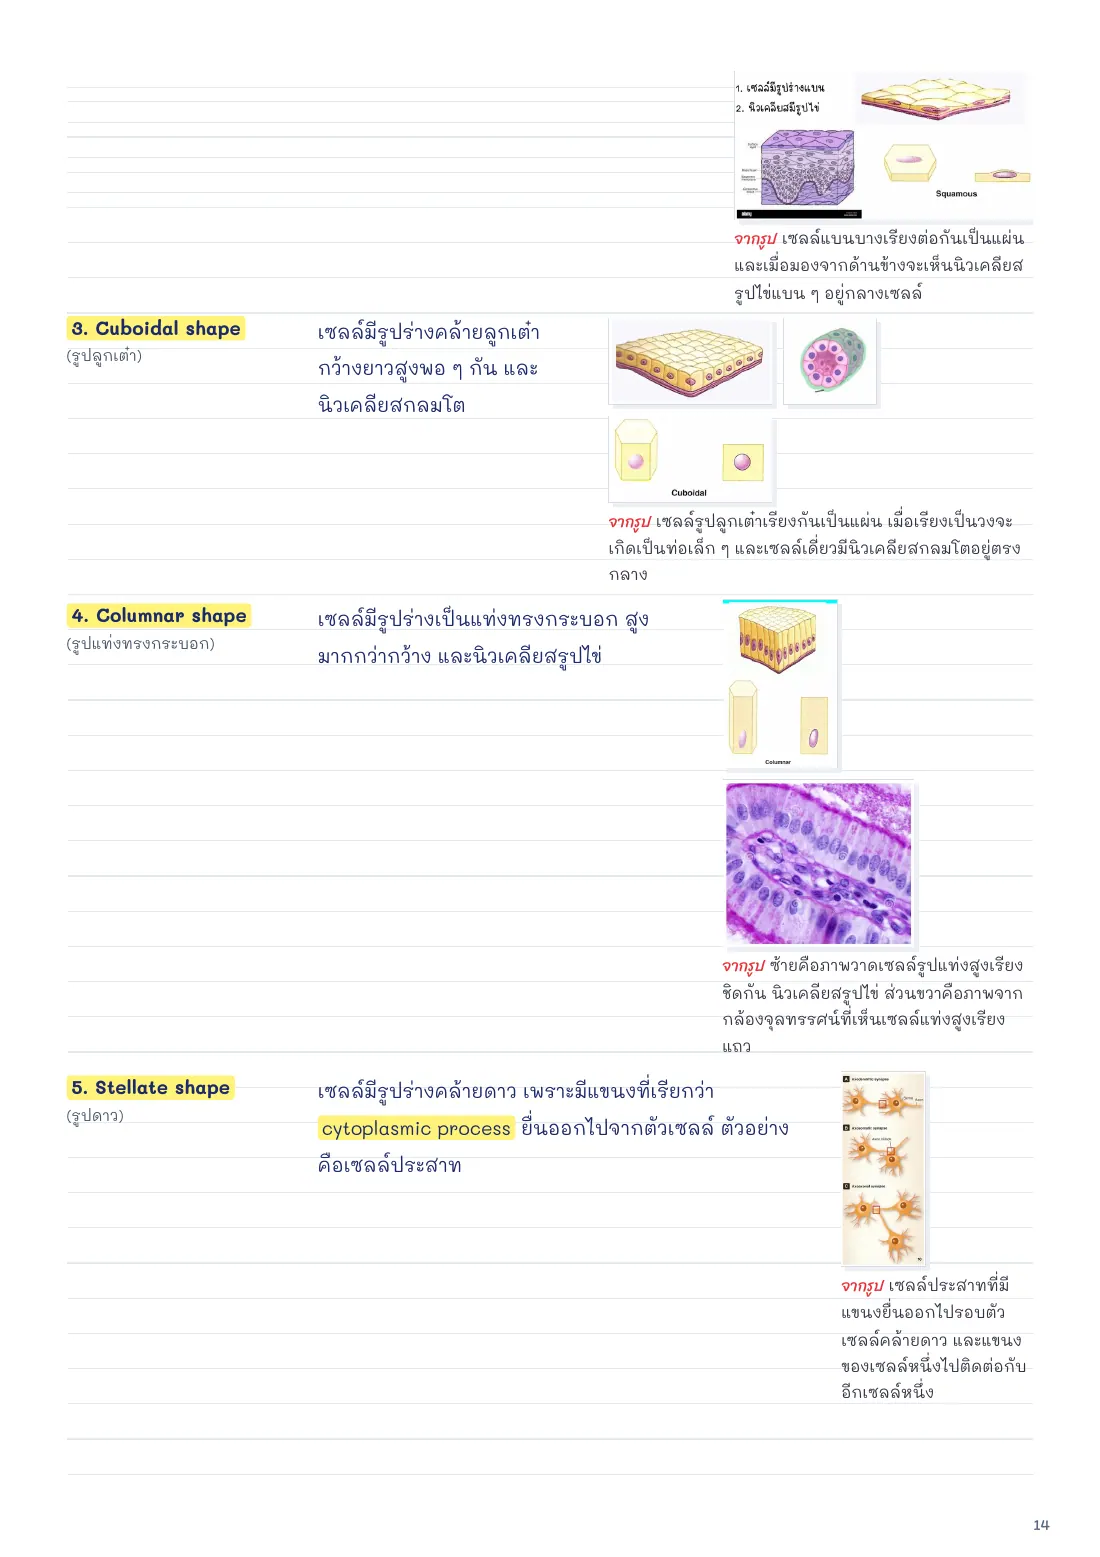 1. เซลล์มีรูปร่างแบน
2. นิวเคลียสมีรูปไข่
Squamous
จากรูป เซลล์แบนบางเรียงต่อกันเป็นแผ่น
และเมื่อมองจากด้านข้างจะเห็นนิวเคลียส
รูปไข่แบน ๆ อยู่กลางเซลล์
3. Cuboidal shape
(รูปลูกเต๋า)
เซลล์มีรูปร่างคล้ายลูกเต๋า
กว้างยาวสูงพอ ๆ กัน และ
นิวเคลียสกลมโต
Cuboidal
จากรูป เซลล์รูปลูกเต๋าเรียงกันเป็นแผ่น เมื่อเรียงเป็นวงจะ
เกิดเป็นท่อเล็ก ๆ และเซลล์เดี่ยวมีนิวเคลียสกลมโตอยู่ตรง
กลาง
4. Columnar shape
(รูปแท่งทรงกระบอก)
เซลล์มีรูปร่างเป็นแท่งทรงกระบอก สูง
มากกว่ากว้าง และนิวเคลียสรูปไข่
Columnar
จากรูป ซ้ายคือภาพวาดเซลล์รูปแท่งสูงเรียง
ชิดกัน นิวเคลียสรูปไข่ ส่วนขวาคือภาพจาก
กล้องจุลทรรศน์ที่เห็นเซลล์แท่งสูงเรียง
แถว
5. Stellate shape
(รูปดาว)
เซลล์มีรูปร่างคล้ายดาว เพราะมีแขนงที่เรียกว่า
cytoplasmic process ยื่นออกไปจากตัวเซลล์ ตัวอย่าง
คือเซลล์ประสาท
A Axodendritic synapse
B Axosomatic synapse
C Axoaxonal synapse
จากรูป เซลล์ประสาทที่มี
แขนงยื่นออกไปรอบตัว
เซลล์คล้ายดาว และแขนง
ของเซลล์หนึ่งไปติดต่อกับ
อีกเซลล์หนึ่ง
14